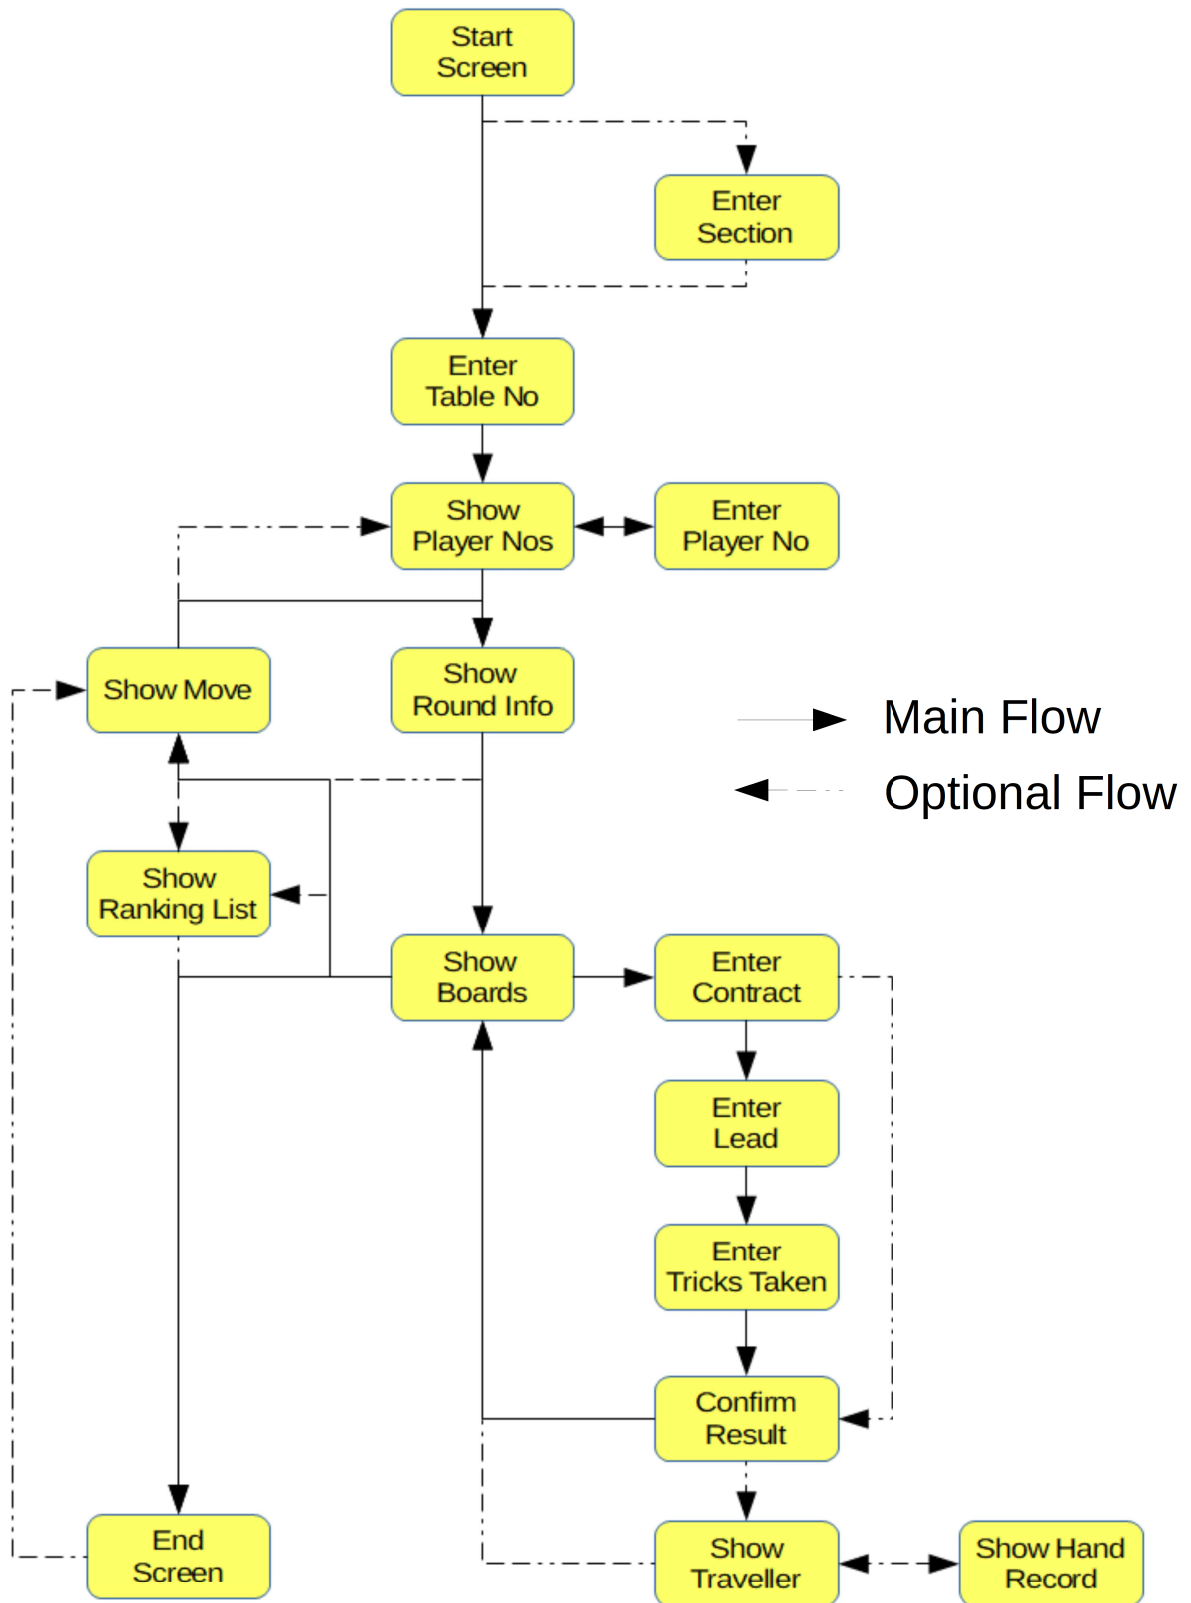 Start
Screen
Enter
Section
Enter
Table No
Show
Player Nos
Enter
Player No
Show Move
Show
Round Info
Main Flow
Optional Flow
Show
Ranking List
Show
Boards
Enter
Contract
Enter
Lead
Enter
Tricks Taken
Confirm
Result
End
Screen
Show
Traveller
Show Hand
Record